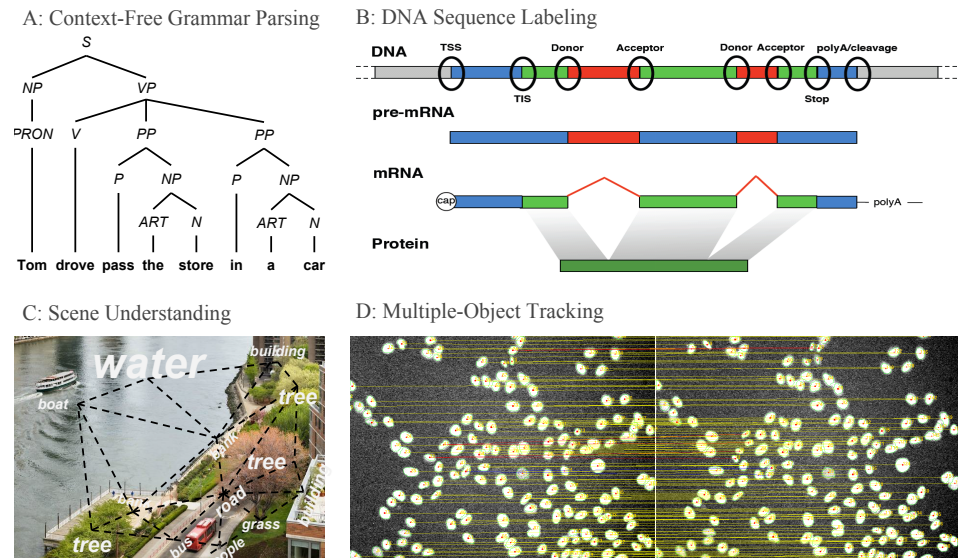 A: Context-Free Grammar Parsing
S
NP VP
PRON V PP PP
P NP P NP
ART N ART N
Tom drove pass the store in a car
B: DNA Sequence Labeling
DNA
TSS Donor Acceptor Donor Acceptor polyA/cleavage
TIS Stop
pre-mRNA
mRNA
cap polyA
Protein
C: Scene Understanding
water
building
boat
tree
tree
road
building
grass
tree
bus
D: Multiple-Object Tracking